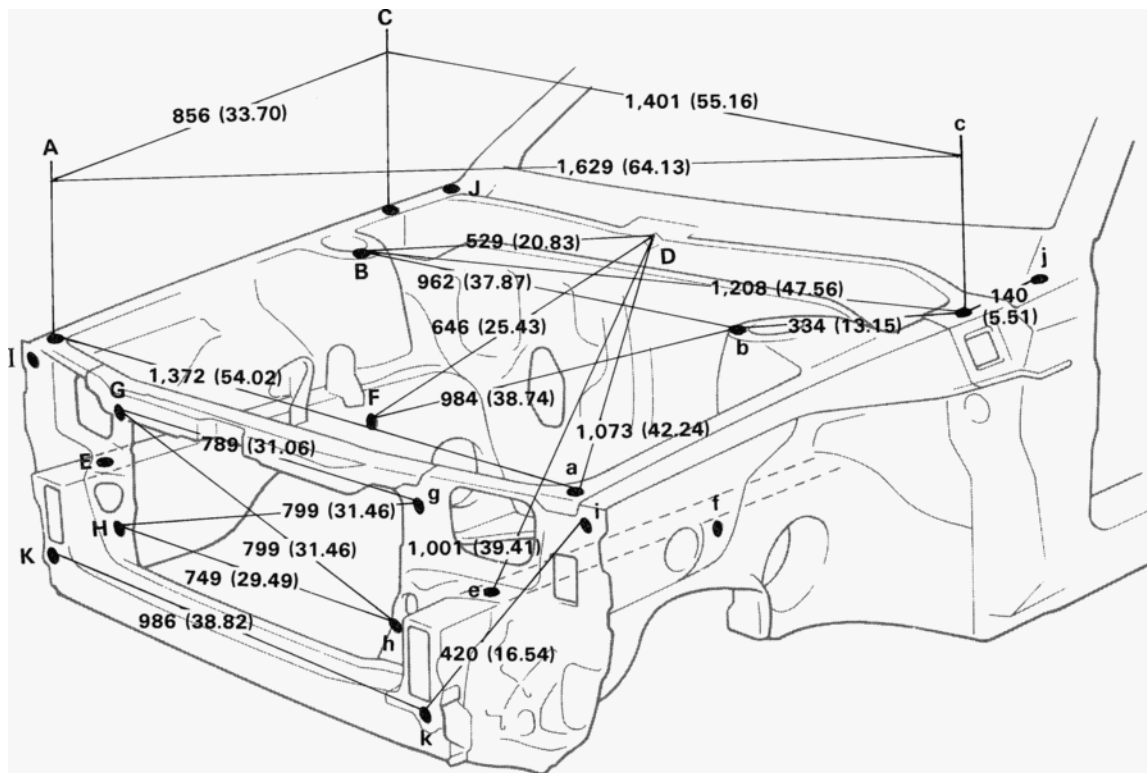 C
856 (33.70)
1,401 (55.16)
c
A
1,629 (64.13)
J
529 (20.83)
D
B
962 (37.87)
j
1,208 (47.56)
140
(5.51)
646 (25.43)
334 (13.15)
b
I
1,372 (54.02)
G
F
984 (38.74)
1,073 (42.24)
789 (31.06)
E
a
g
799 (31.46)
i
f
H
K
799 (31.46)
1,001 (39.41)
749 (29.49)
e
986 (38.82)
h
420 (16.54)
k